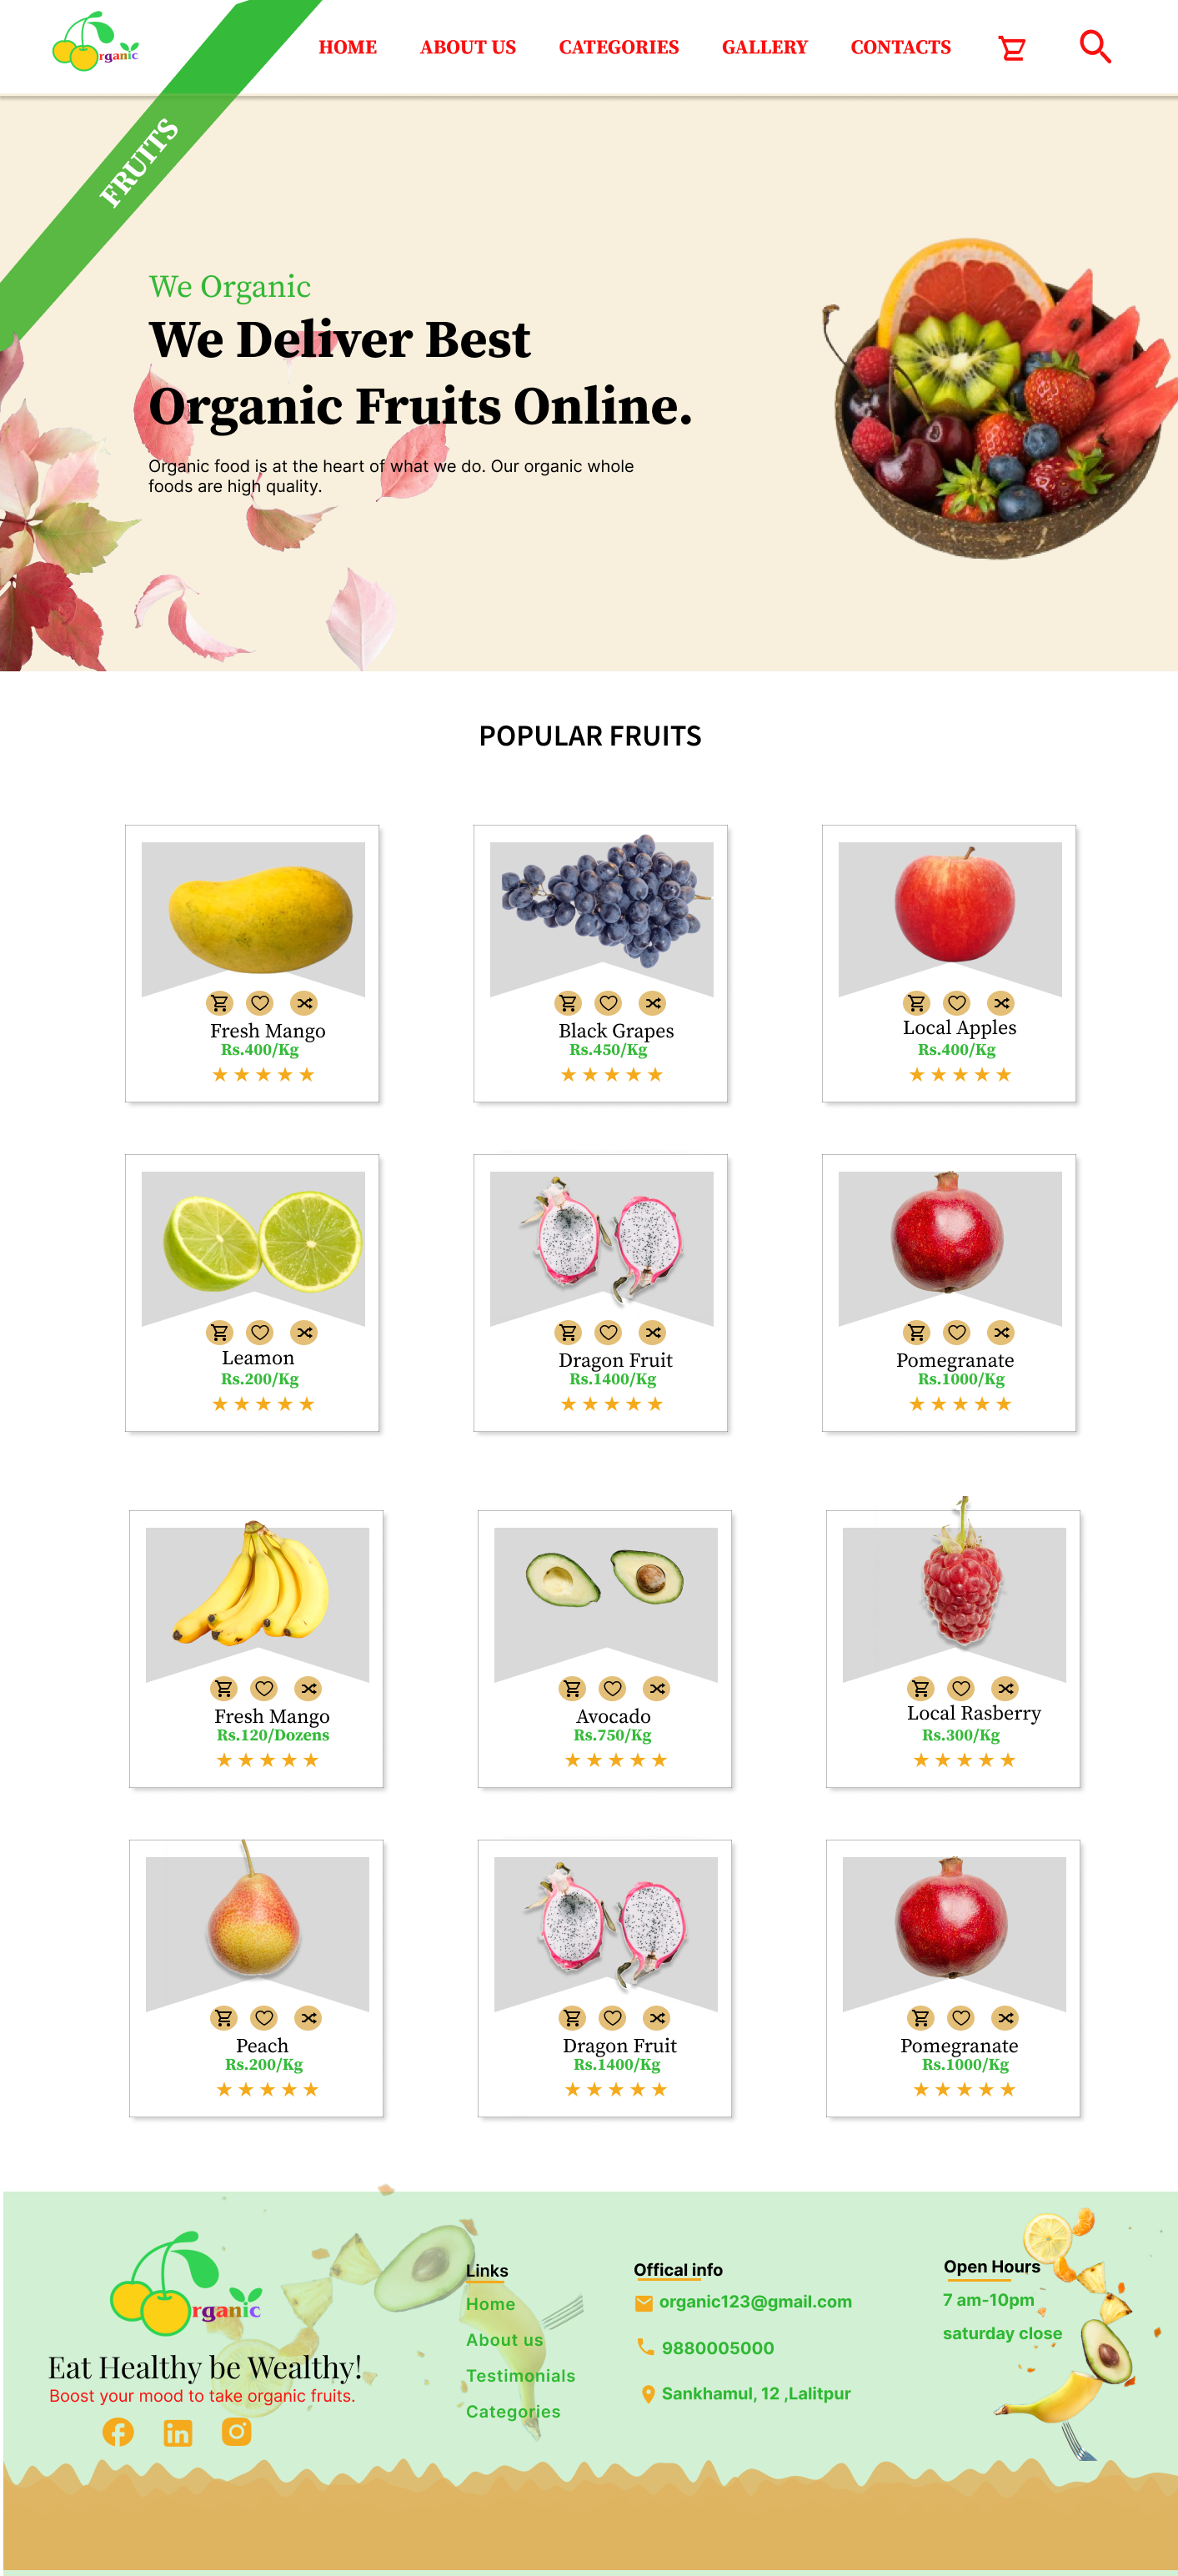 rganic
HOME ABOUT US CATEGORIES GALLERY CONTACTS
FRUITS
We Organic
We Deliver Best
Organic Fruits Online.
Organic food is at the heart of what we do. Our organic whole
foods are high quality.
POPULAR FRUITS
Fresh Mango
Rs.400/Kg
Black Grapes
Rs.450/Kg
Local Apples
Rs.400/Kg
Leamon
Rs.200/Kg
Dragon Fruit
Rs.1400/Kg
Pomegranate
Rs.1000/Kg
Fresh Mango
Rs.120/Dozens
Avocado
Rs.750/Kg
Local Rasberry
Rs.300/Kg
Peach
Rs.200/Kg
Dragon Fruit
Rs.1400/Kg
Pomegranate
Rs.1000/Kg
rganic
Eat Healthy be Wealthy!
Boost your mood to take organic fruits.
in
Links
Home
About us
Testimonials
Categories
Offical info
organic123@gmail.com
9880005000
Sankhamul, 12 ,Lalitpur
Open Hours
7 am-10pm
saturday close